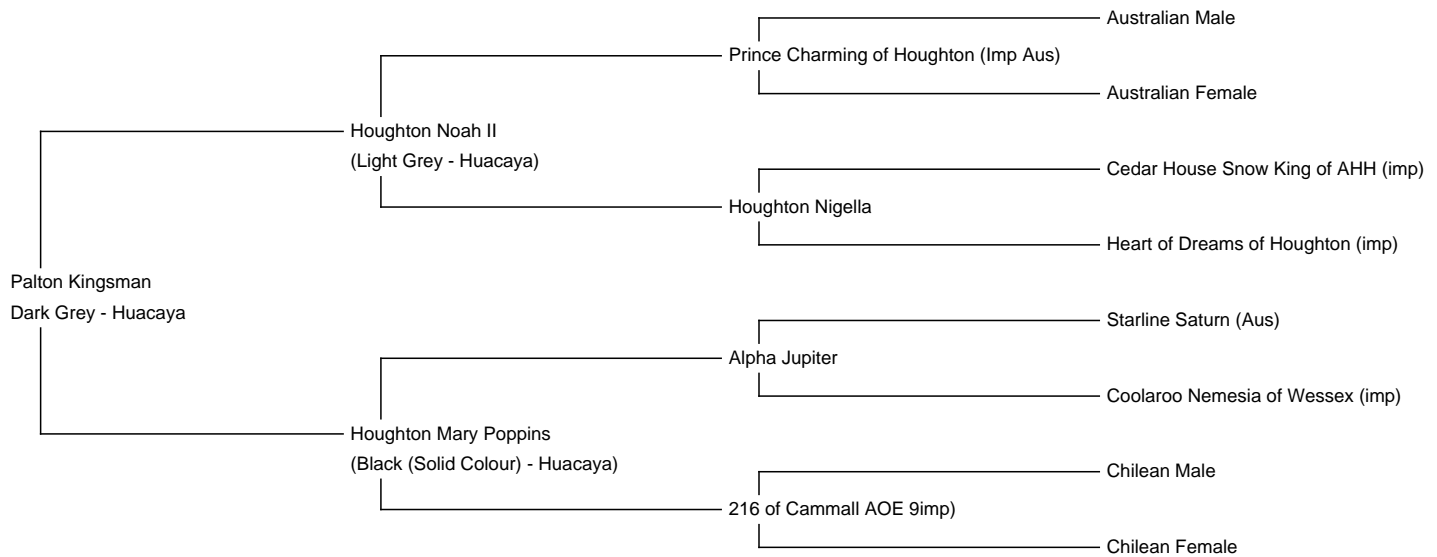 Australian Male
Prince Charming of Houghton (Imp Aus)
Australian Female
Houghton Noah II
(Light Grey - Huacaya)
Cedar House Snow King of AHH (imp)
Houghton Nigella
Heart of Dreams of Houghton (imp)
Palton Kingsman
Dark Grey - Huacaya
Starline Saturn (Aus)
Alpha Jupiter
Coolaroo Nemesia of Wessex (imp)
Houghton Mary Poppins
(Black (Solid Colour) - Huacaya)
Chilean Male
216 of Cammall AOE 9imp)
Chilean Female